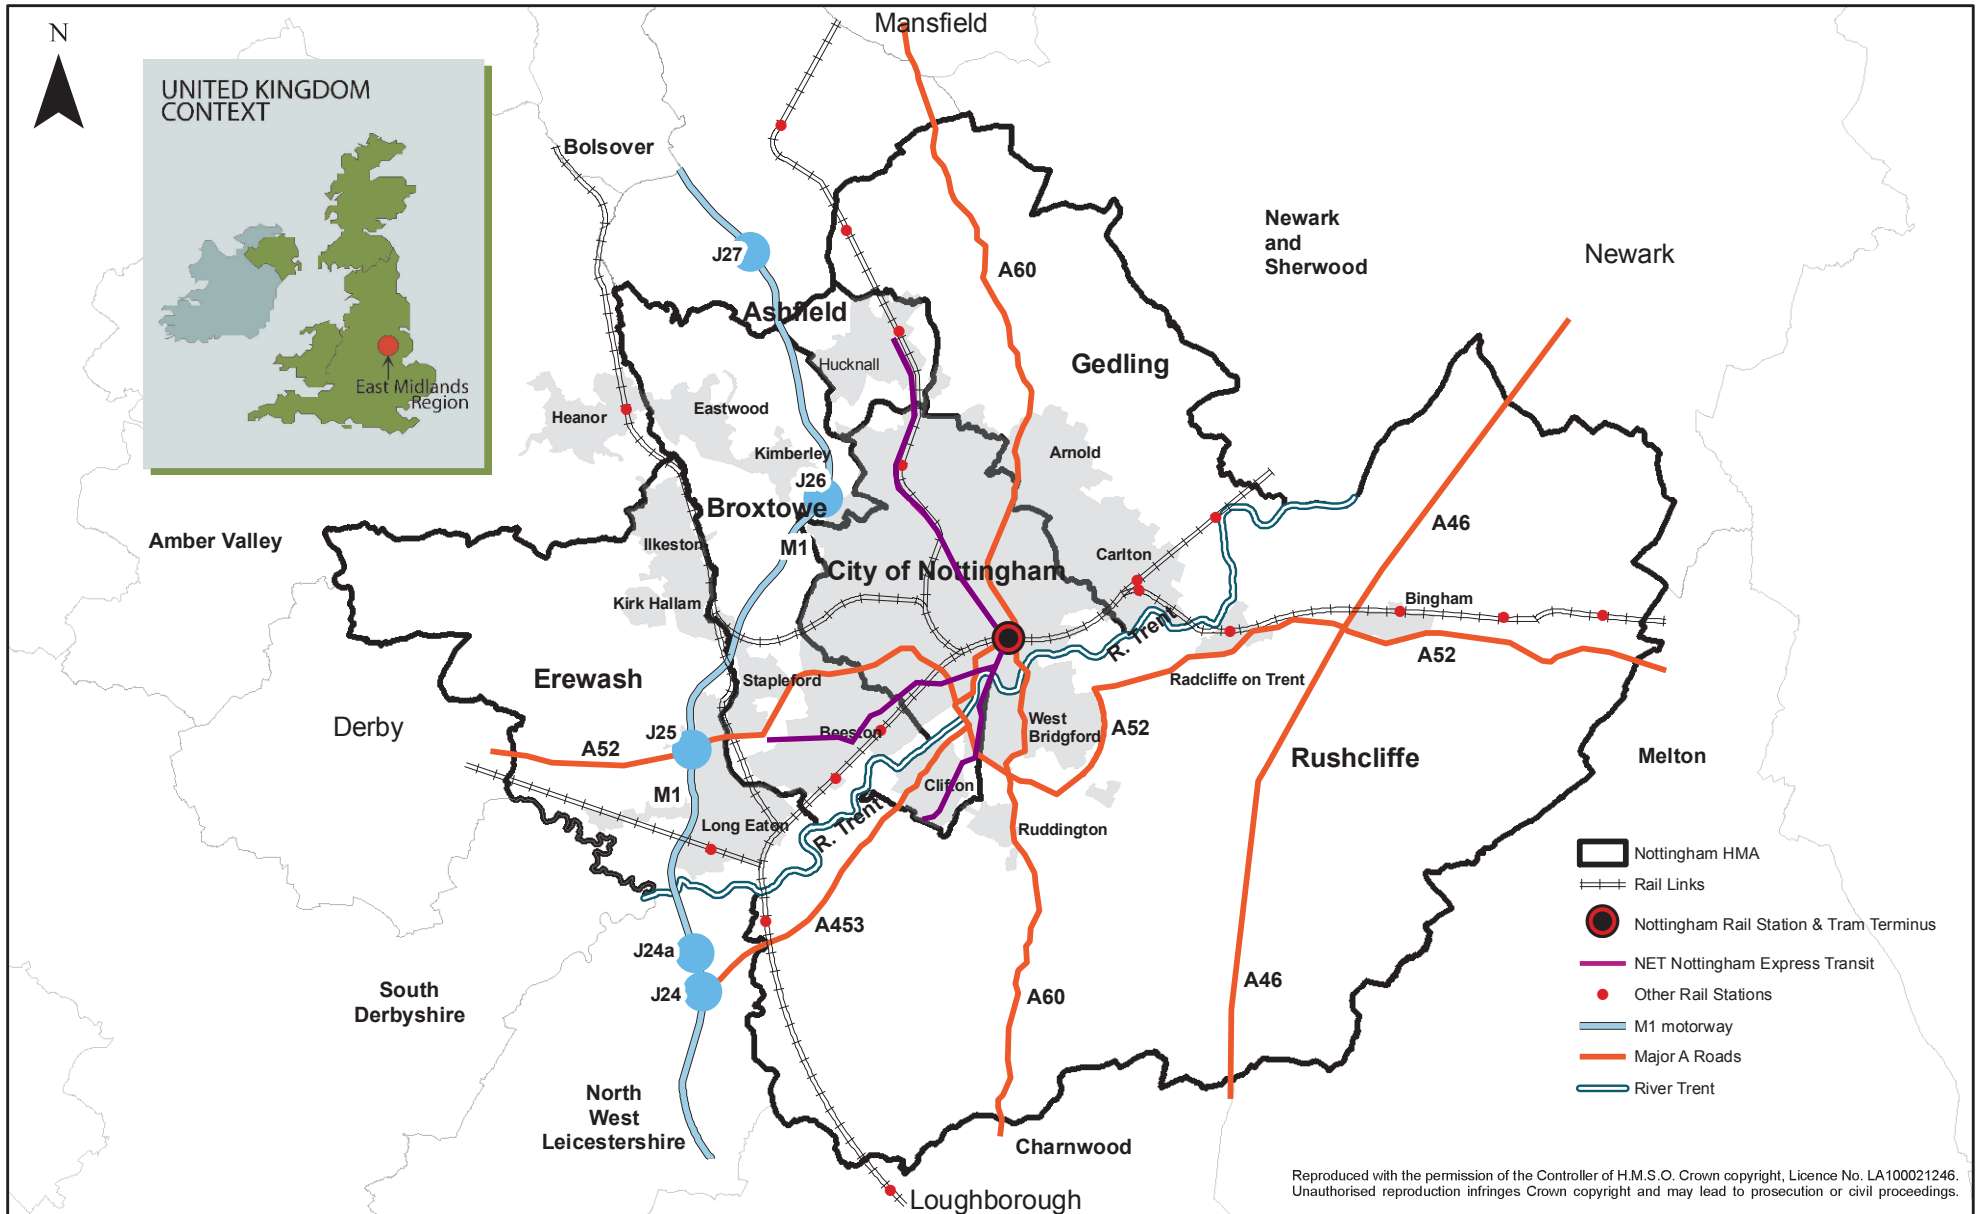 Mansfield
N
UNITED KINGDOM
CONTEXT
East Midlands
Region
Bolsover
Newark
and
Sherwood
Newark
J27
A60
Ashfield
Hucknall
Gedling
Heanor
Eastwood
Kimberley
Arnold
J26
Broxtowe
A46
Amber Valley
Ilkeston
M1
Carlton
City of Nottingham
Kirk Hallam
Bingham
R. Trent
A52
Erewash
Stapleford
Radcliffe on Trent
Derby
J25
A52
Beeston
West
Bridgford
A52
Rushcliffe
Melton
M1
Clifton
Long Eaton
R. Trent
Ruddington
Nottingham HMA
Rail Links
Nottingham Rail Station & Tram Terminus
NET Nottingham Express Transit
Other Rail Stations
M1 motorway
Major A Roads
River Trent
A453
J24a
J24
A60
A46
South
Derbyshire
North
West
Leicestershire
Charnwood
Loughborough
Reproduced with the permission of the Controller of H.M.S.O. Crown copyright, Licence No. LA100021246.
Unauthorised reproduction infringes Crown copyright and may lead to prosecution or civil proceedings.